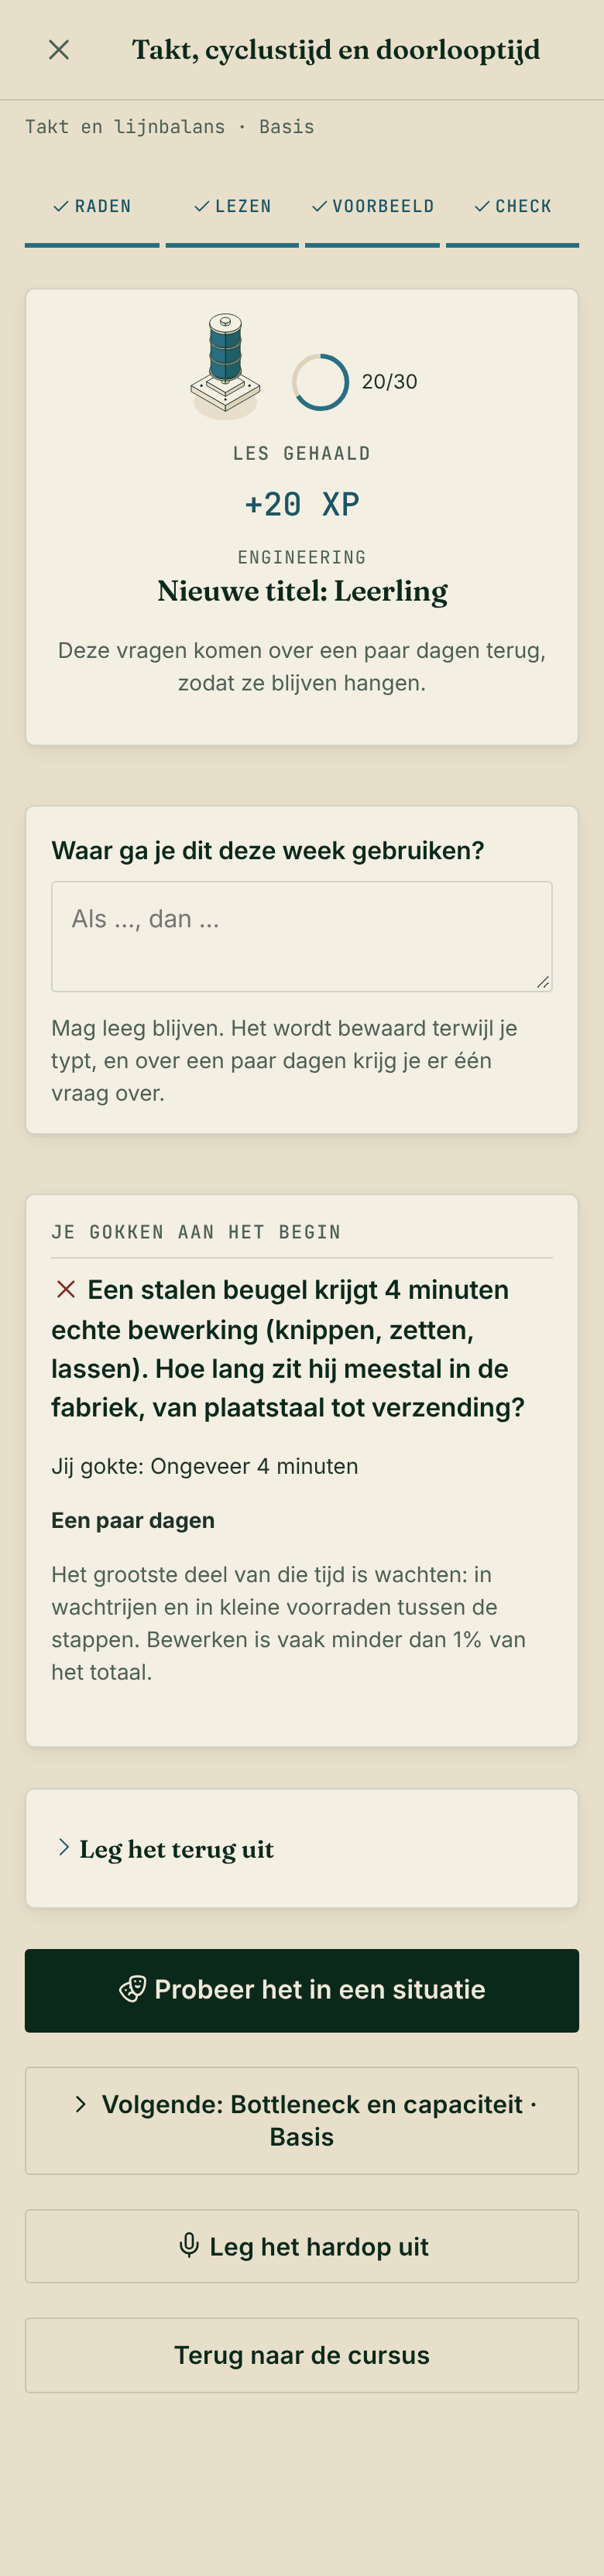 Takt, cyclustijd en doorlooptijd
Takt en lijnbalans · Basis
RADEN
LEZEN
VOORBEELD
CHECK
20/30
LES GEHAALD
+20 XP
ENGINEERING
Nieuwe titel: Leerling
Deze vragen komen over een paar dagen terug,
zodat ze blijven hangen.
Waar ga je dit deze week gebruiken?
Als …, dan …
Mag leeg blijven. Het wordt bewaard terwijl je
typt, en over een paar dagen krijg je er één
vraag over.
JE GOKKEN AAN HET BEGIN
Een stalen beugel krijgt 4 minuten
echte bewerking (knippen, zetten,
lassen). Hoe lang zit hij meestal in de
fabriek, van plaatstaal tot verzending?
Jij gokte: Ongeveer 4 minuten
Een paar dagen
Het grootste deel van die tijd is wachten: in
wachtrijen en in kleine voorraden tussen de
stappen. Bewerken is vaak minder dan 1% van
het totaal.
Leg het terug uit
Probeer het in een situatie
Volgende: Bottleneck en capaciteit ·
Basis
Leg het hardop uit
Terug naar de cursus